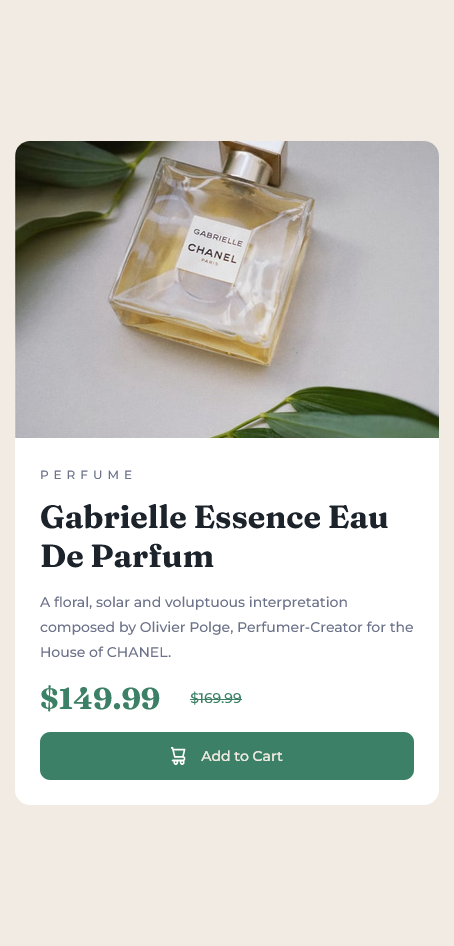 GABRIELLE
CHANEL
PARIS
PERFUME
Gabrielle Essence Eau
De Parfum
A floral, solar and voluptuous interpretation
composed by Olivier Polge, Perfumer-Creator for the
House of CHANEL.
$149.99 $169.99
Add to Cart